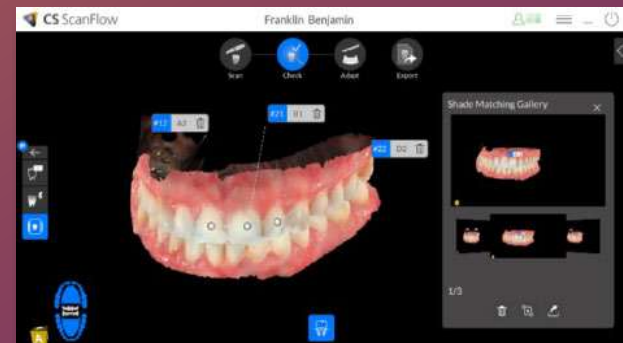 CS ScanFlow
Franklin Benjamin
Scan
Check
Adapt
Export
#12 A2
#21 B1
#22 D2
Shade Matching Gallery
1/3